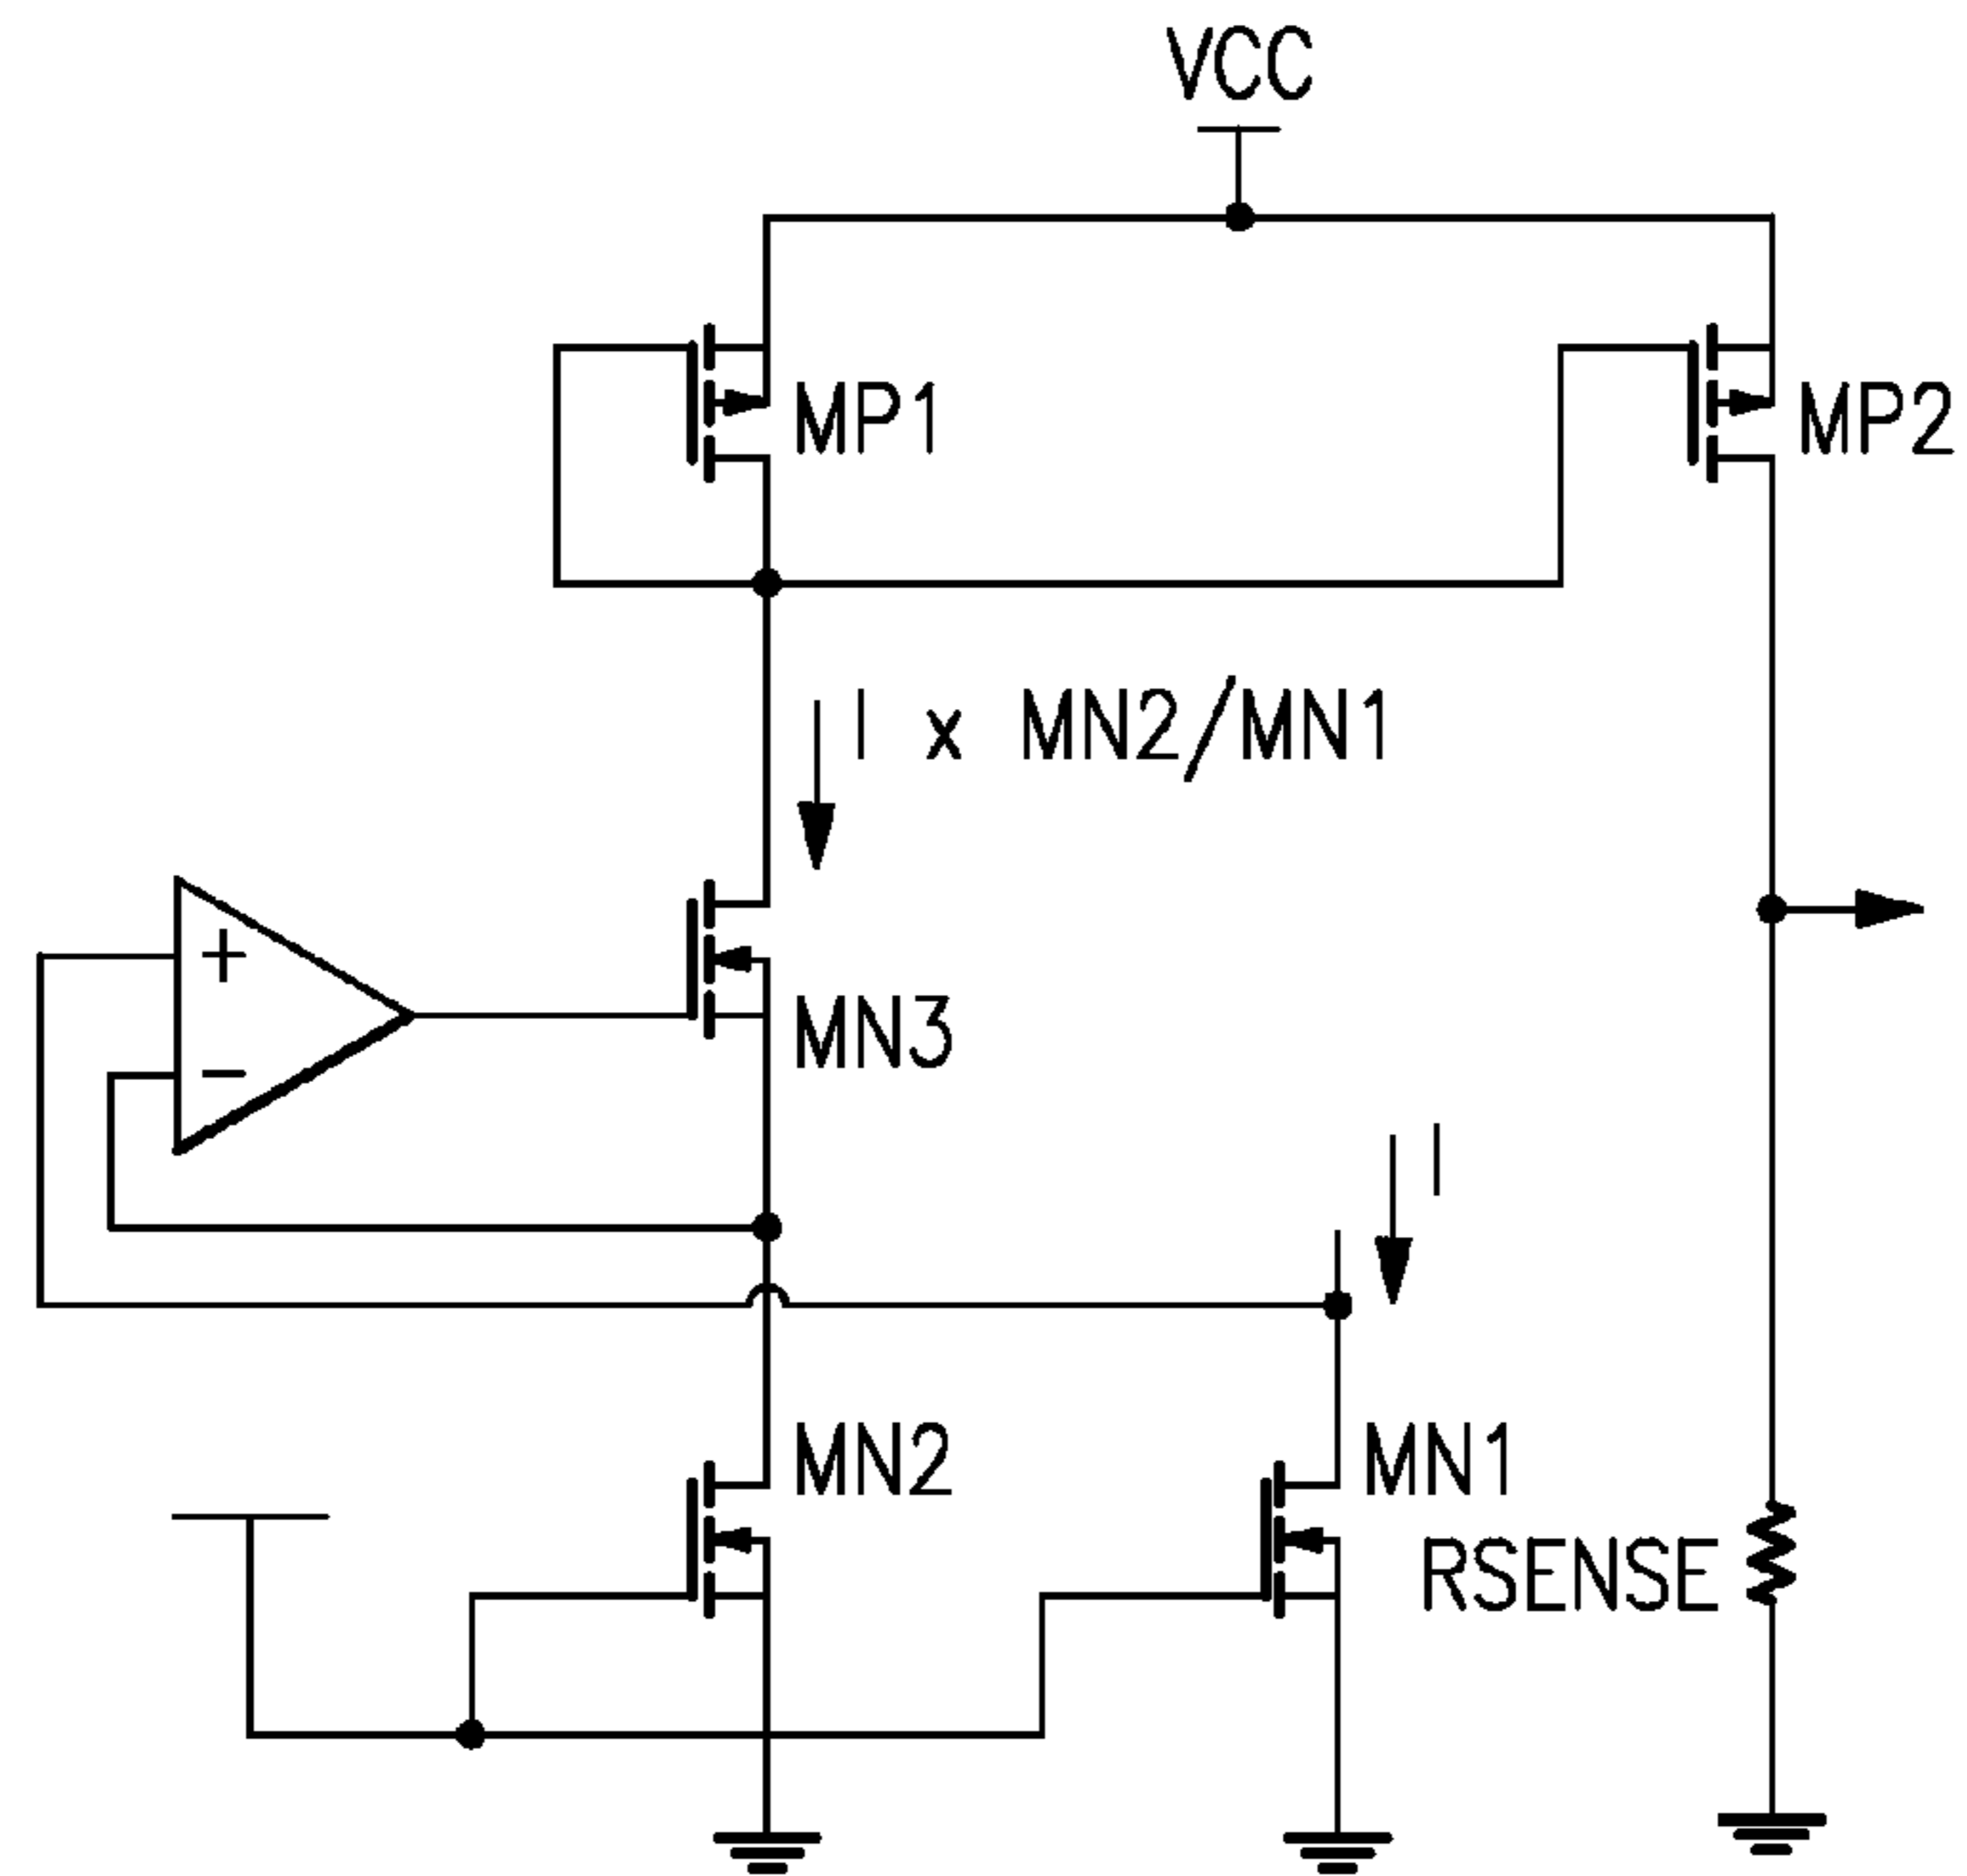 VCC
MP1
MP2
I x MN2/MN1
+
MN3
−
I
MN2
MN1
RSENSE